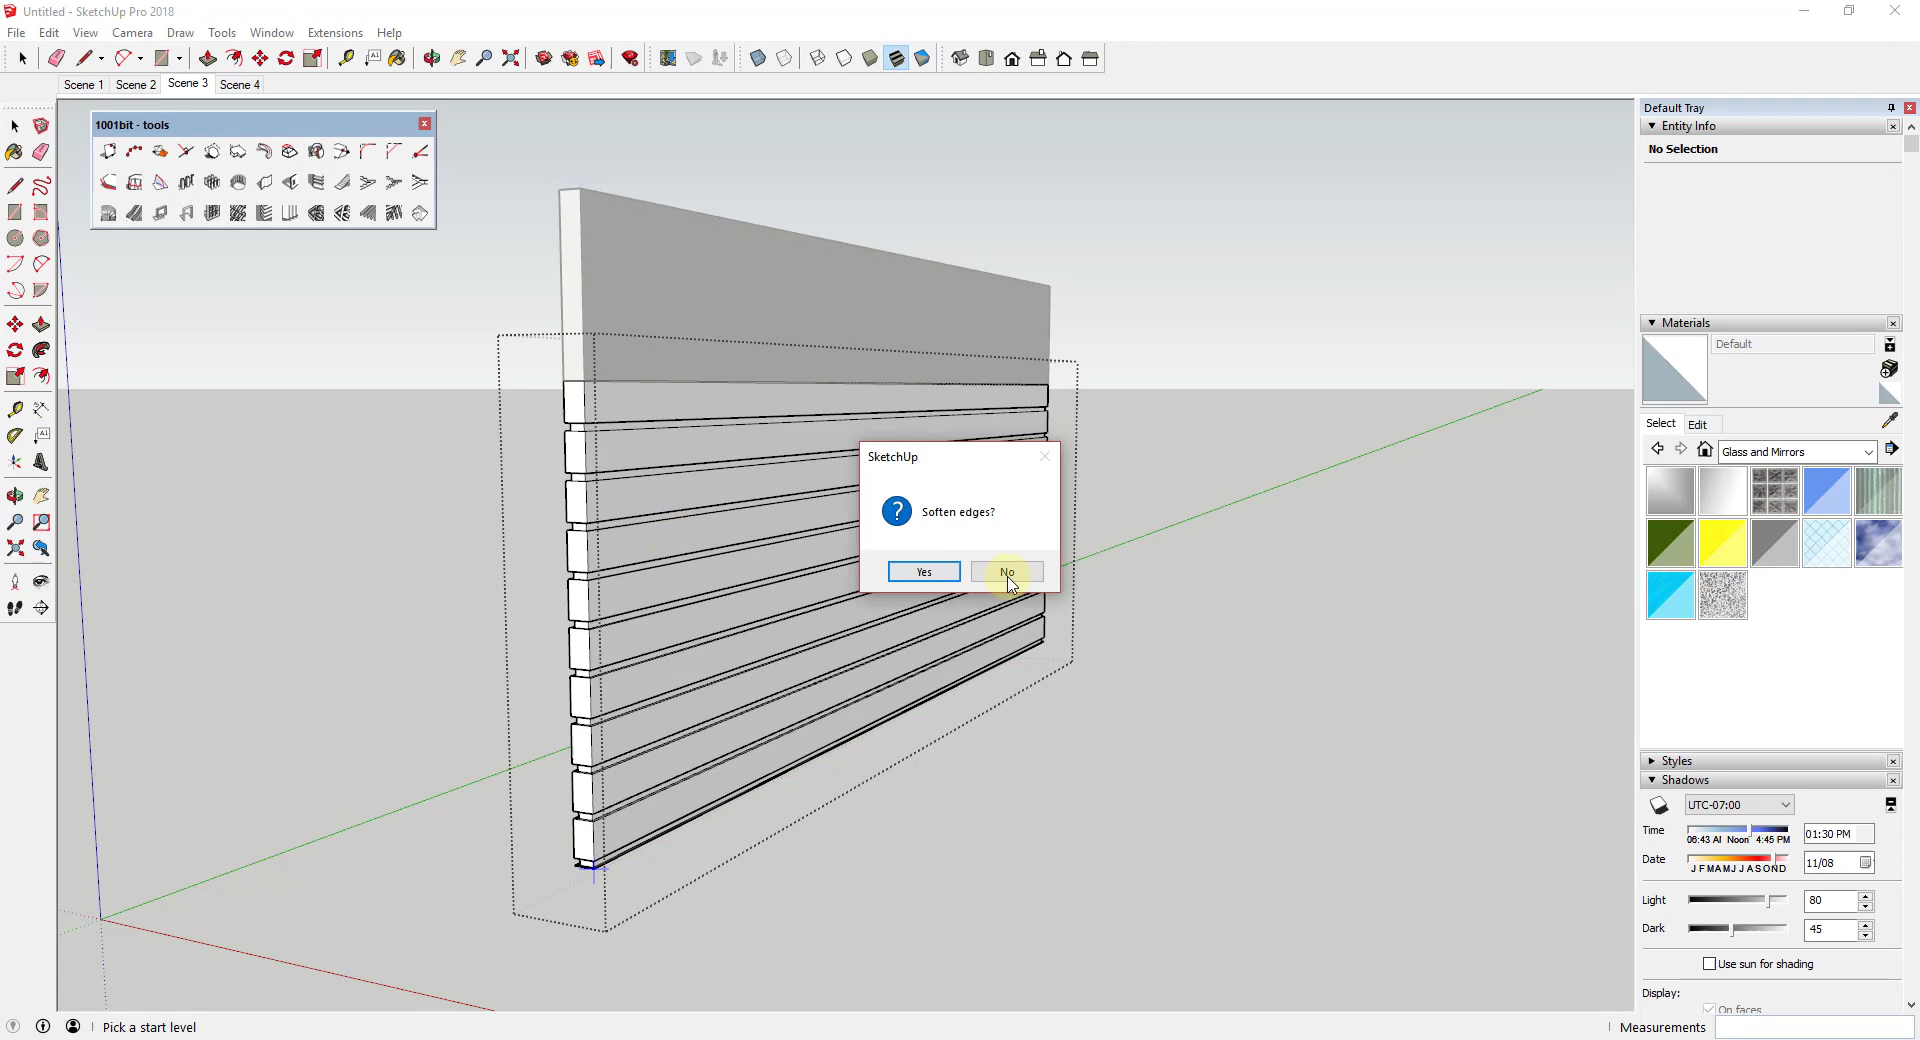 Untitled - SketchUp Pro 2018
File Edit View Camera Draw Tools Window Extensions Help
Scene 1 Scene 2 Scene 3 Scene 4
Default Tray
1001bit - tools
Entity Info
No Selection
Materials
Default
Select Edit
Glass and Mirrors
SketchUp
Soften edges?
Yes No
Styles
Shadows
UTC-07:00
Time 06:43 AM Noon 4:45 PM 01:30 PM
Date J F M A M J J A S O N D 11/08
Light 80
Dark 45
Use sun for shading
Display:
On faces
Pick a start level
Measurements